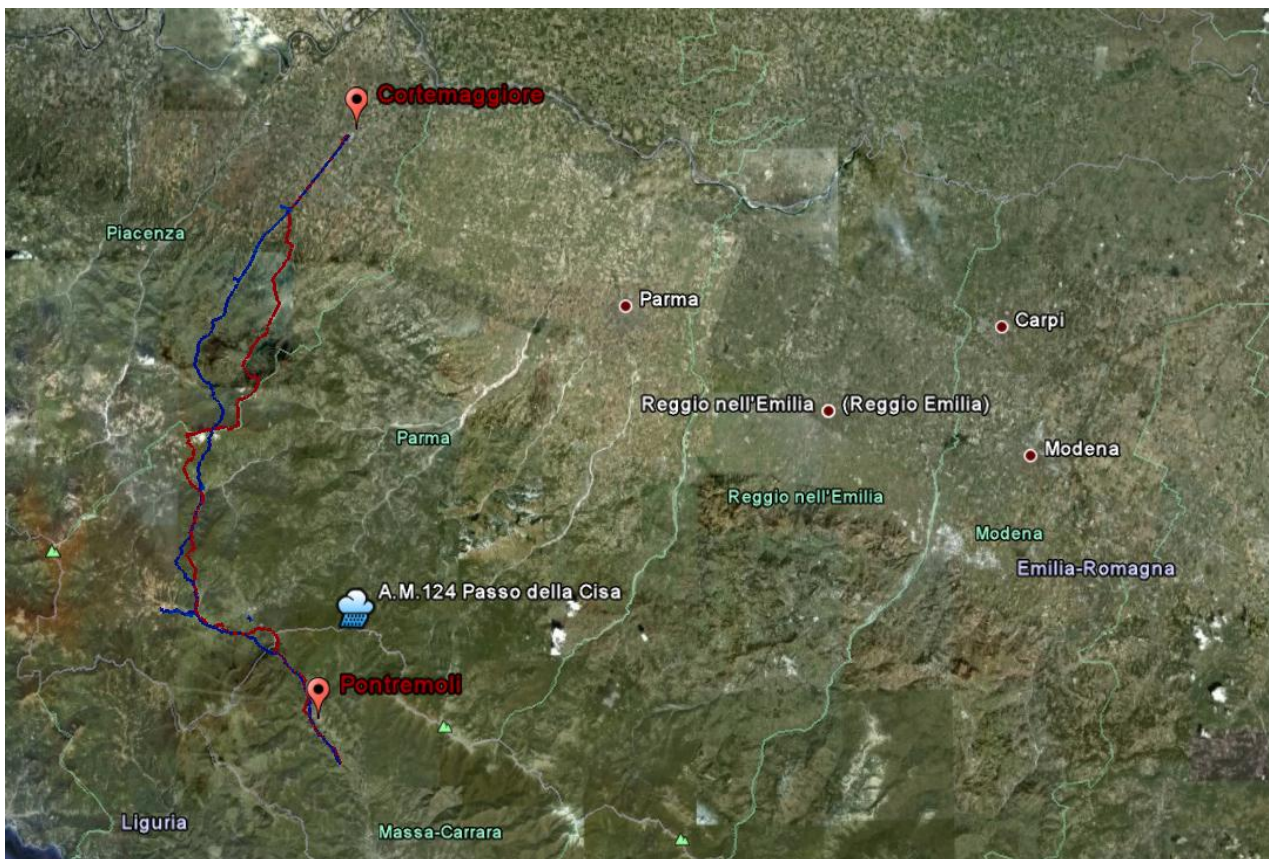 Cortemaggiore
Piacenza
Parma
Carpi
Reggio nell'Emilia (Reggio Emilia)
Parma
Modena
Reggio nell'Emilia
Modena
Emilia-Romagna
A.M.124 Passo della Cisa
Pontremoli
Liguria
Massa-Carrara